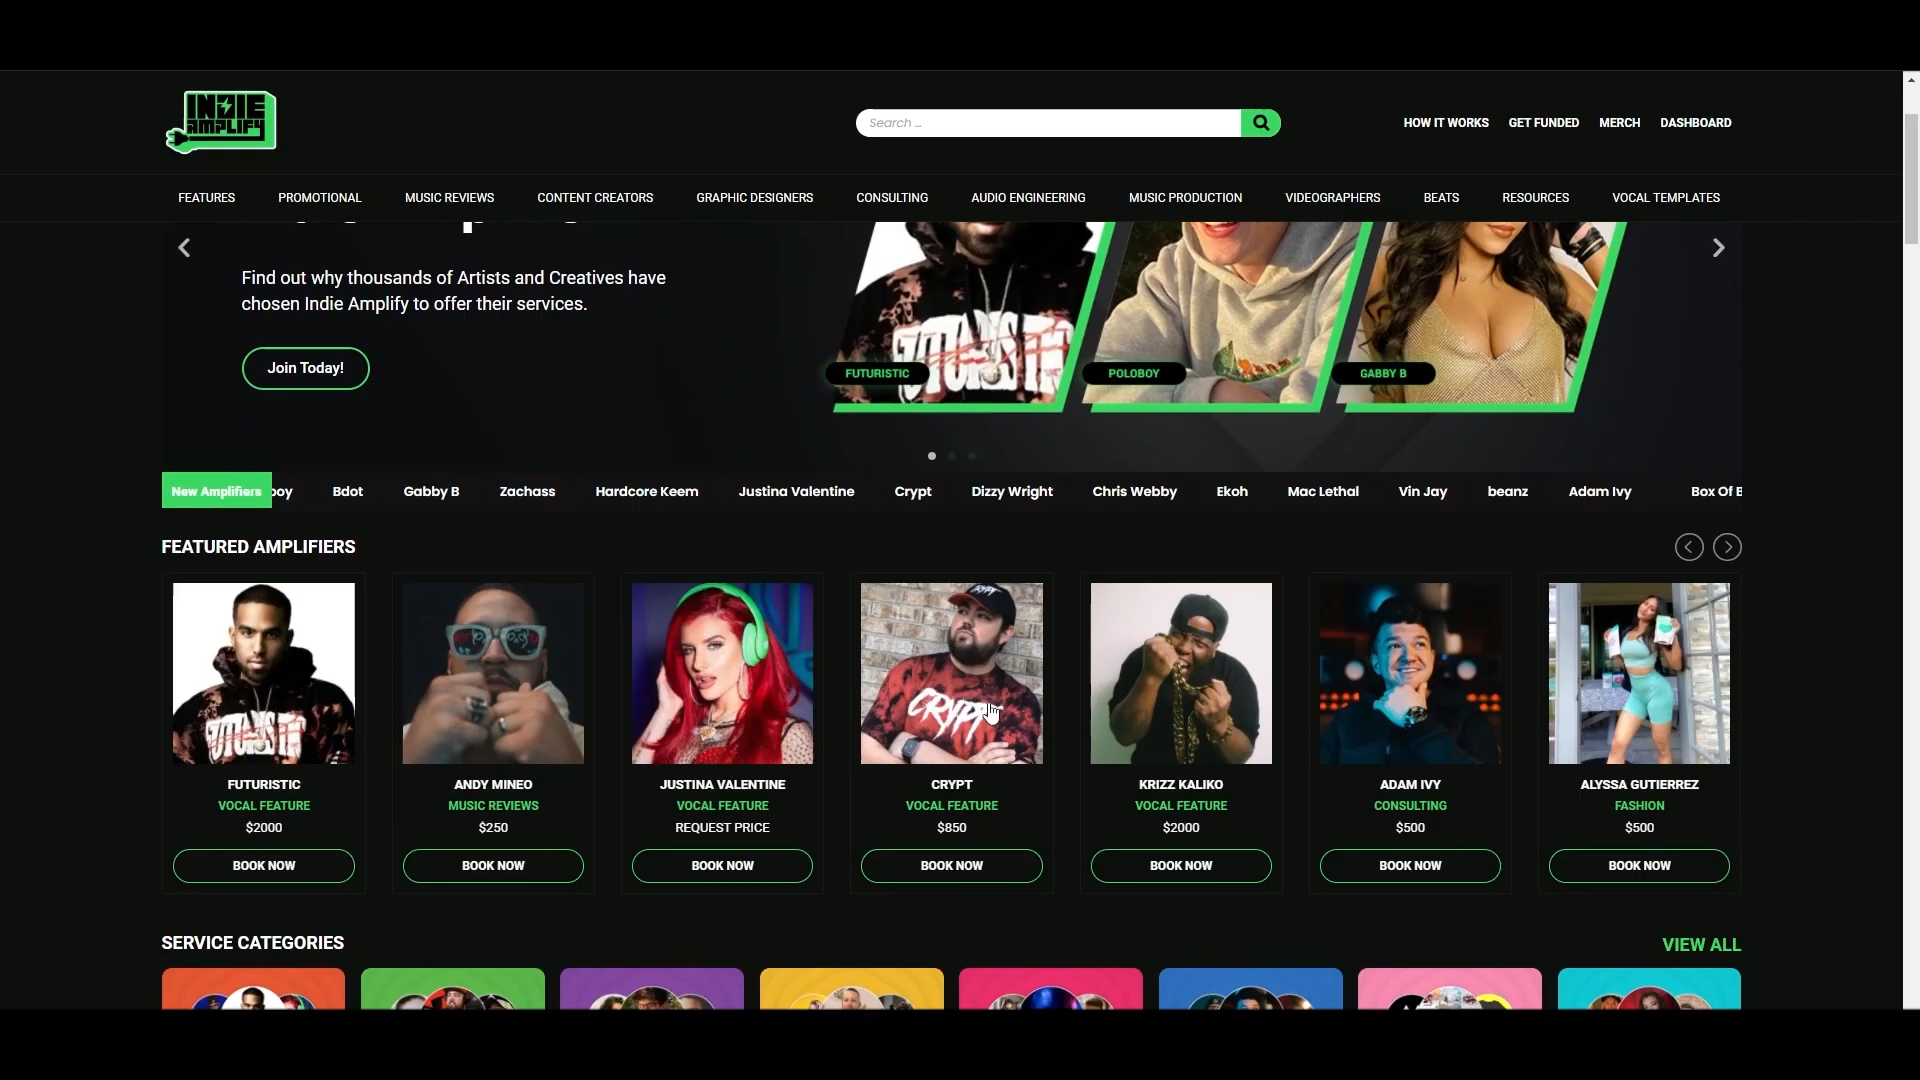 INDIE
AMPLIFY
Search ...
HOW IT WORKS
GET FUNDED
MERCH
DASHBOARD
FEATURES
PROMOTIONAL
MUSIC REVIEWS
CONTENT CREATORS
GRAPHIC DESIGNERS
CONSULTING
AUDIO ENGINEERING
MUSIC PRODUCTION
VIDEOGRAPHERS
BEATS
RESOURCES
VOCAL TEMPLATES
Find out why thousands of Artists and Creatives have
chosen Indie Amplify to offer their services.
Join Today!
FUTURISTIC
POLOBOY
GABBY B
New Amplifiers
Bdot
Gabby B
Zachass
Hardcore Keem
Justina Valentine
Crypt
Dizzy Wright
Chris Webby
Ekoh
Mac Lethal
Vin Jay
beanz
Adam Ivy
Box Of
FEATURED AMPLIFIERS
CRYPT
FUTURISTIC
VOCAL FEATURE
$2000
BOOK NOW
ANDY MINEO
MUSIC REVIEWS
$250
BOOK NOW
JUSTINA VALENTINE
VOCAL FEATURE
REQUEST PRICE
BOOK NOW
CRYPT
VOCAL FEATURE
$850
BOOK NOW
KRIZZ KALIKO
VOCAL FEATURE
$2000
BOOK NOW
ADAM IVY
CONSULTING
$500
BOOK NOW
ALYSSA GUTIERREZ
FASHION
$500
BOOK NOW
SERVICE CATEGORIES
VIEW ALL